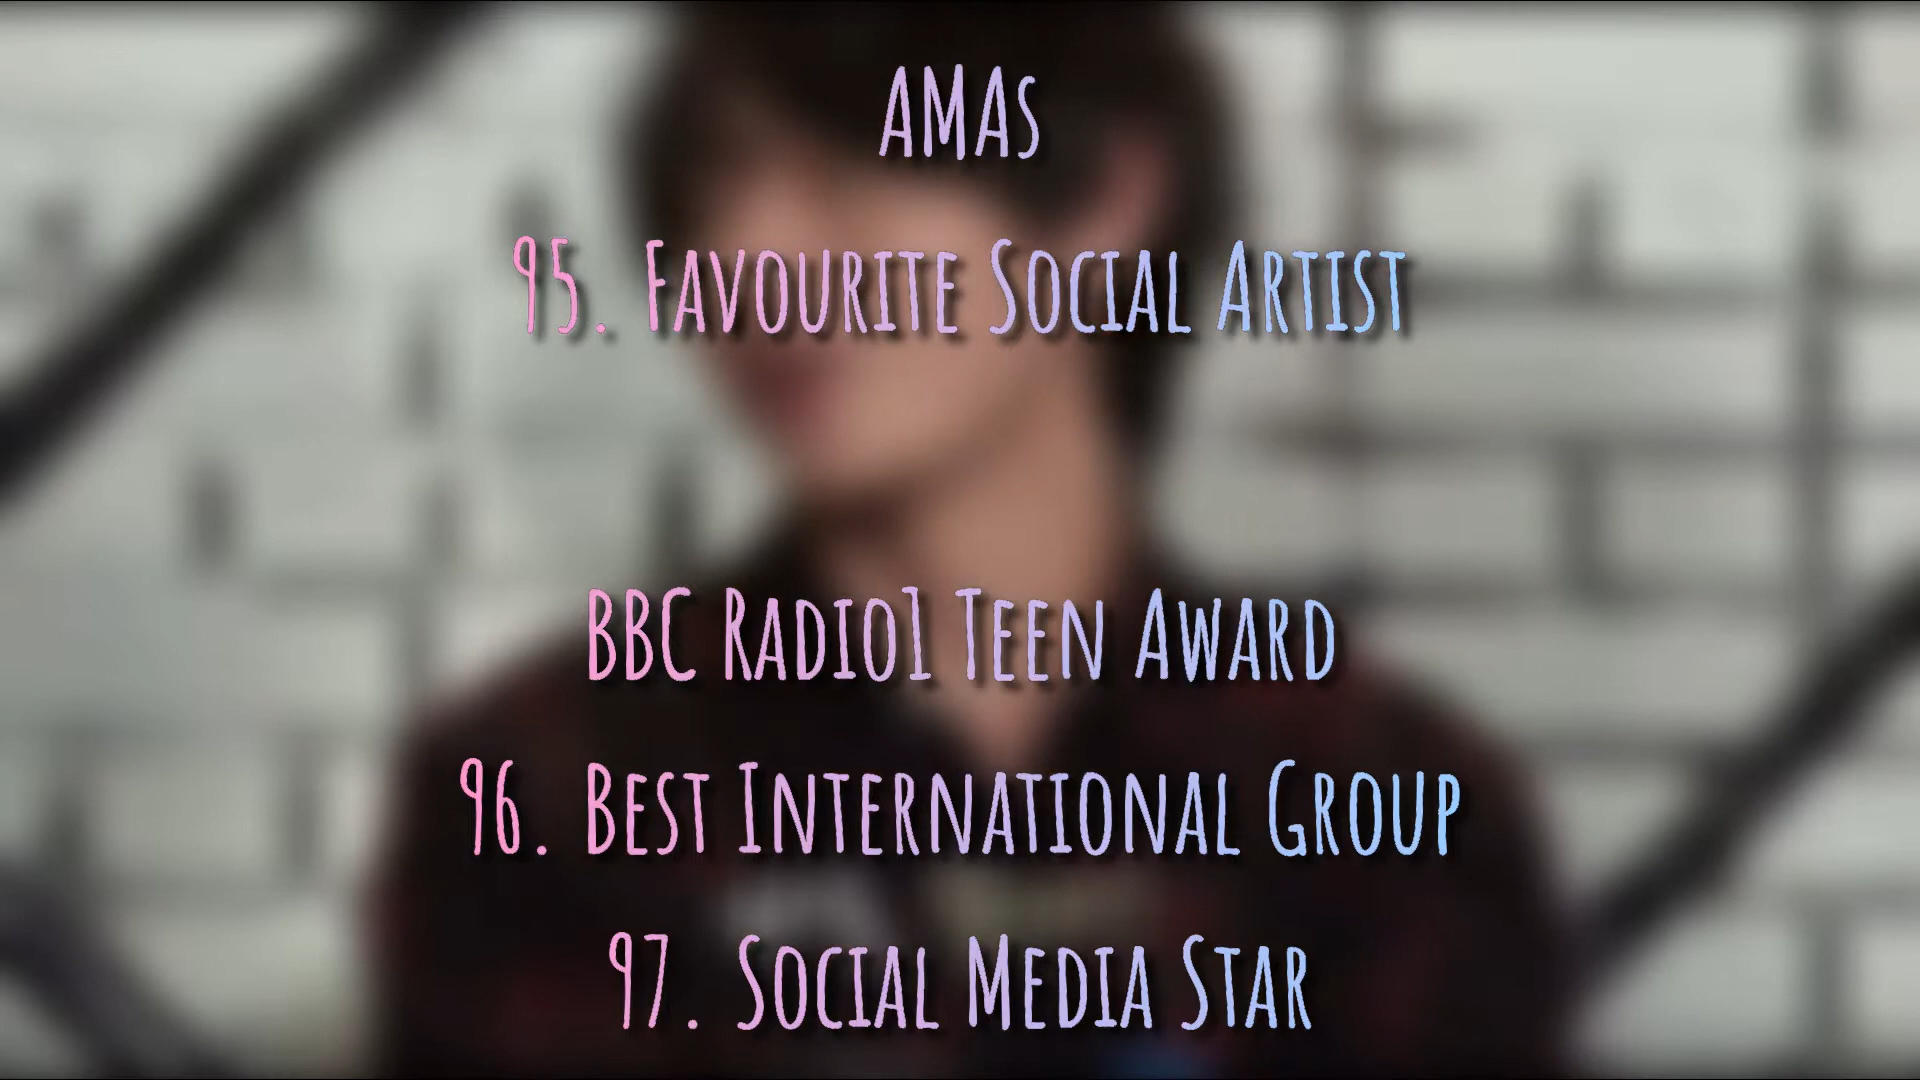 AMAs
95. Favourite Social Artist
BBC Radio1 Teen Award
96. Best International Group
97. Social Media Star